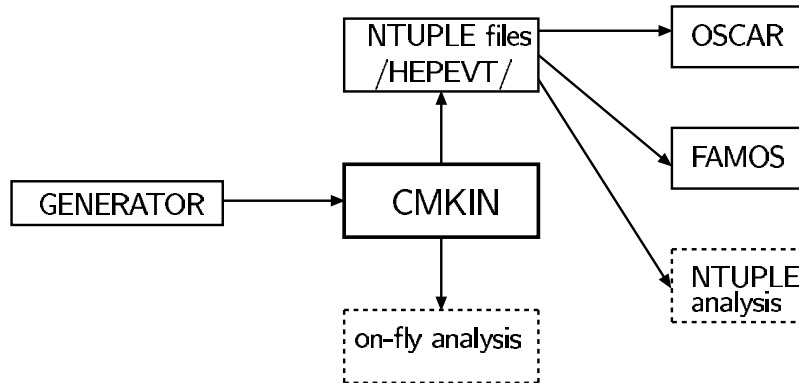 NTUPLE files
/HEPEVT/
OSCAR
FAMOS
GENERATOR
CMKIN
NTUPLE
analysis
on-fly analysis